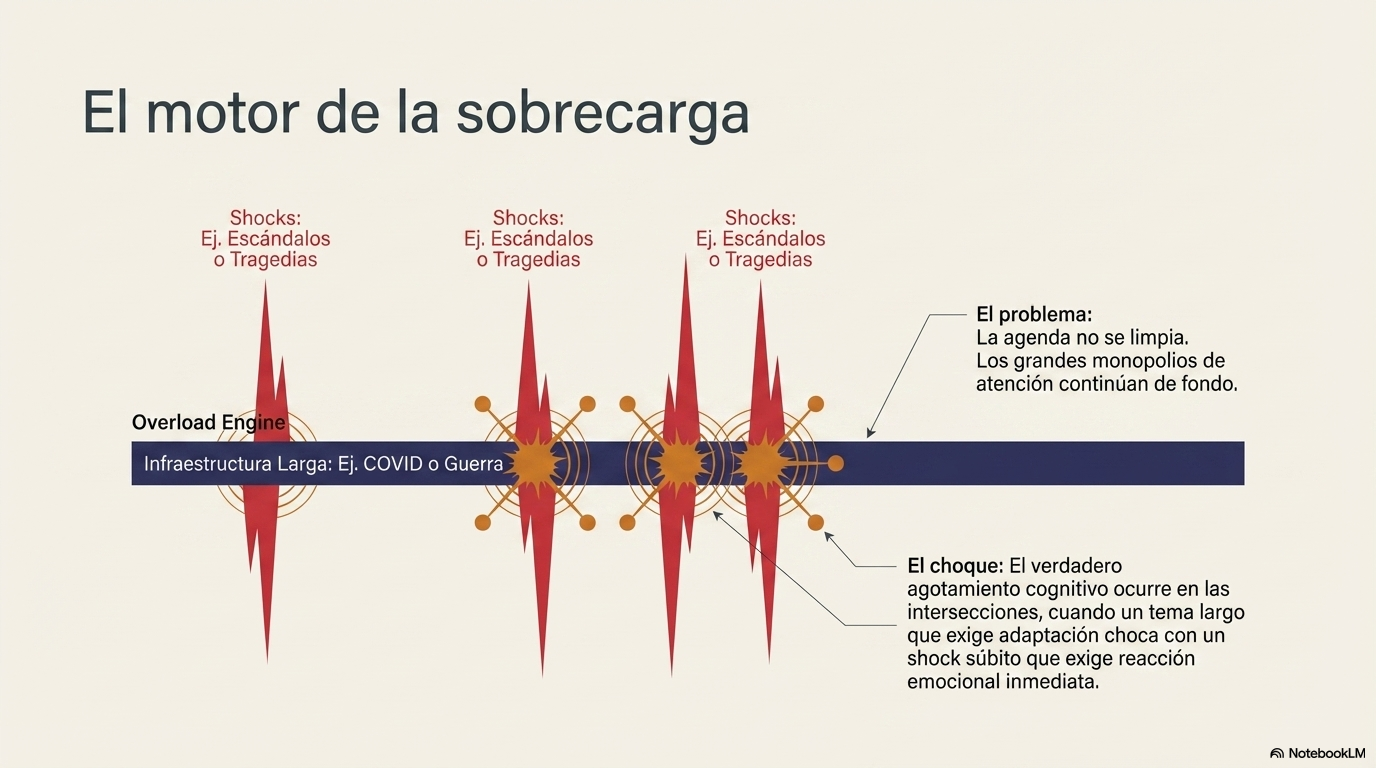 El motor de la sobrecarga
Shocks:
Ej. Escándalos
o Tragedias
Shocks:
Ej. Escándalos
o Tragedias
Shocks:
Ej. Escándalos
o Tragedias
El problema:
La agenda no se limpia.
Los grandes monopolios de
atención continúan de fondo.
Overload Engine
Infraestructura Larga: Ej. COVID o Guerra
El choque: El verdadero
agotamiento cognitivo ocurre en las
intersecciones, cuando un tema largo
que exige adaptación choca con un
shock súbito que exige reacción
emocional inmediata.
NotebookLM